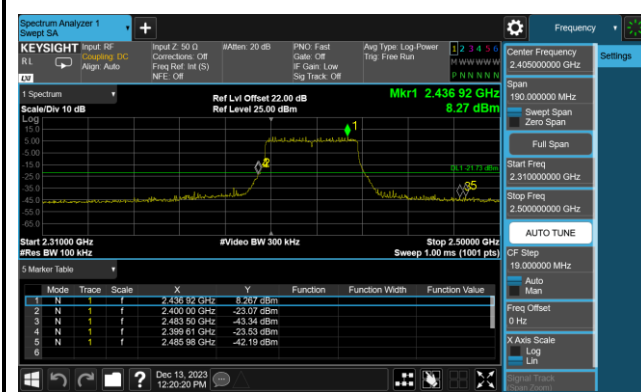 Spectrum Analyzer 1
Swept SA
Frequency
KEYSIGHT
Input: RF
Coupling: DC
Align: Auto
Input Z: 50 Ω
Corrections: Off
Freq Ref: Int (S)
NFE: Off
#Atten: 20 dB
PNO: Fast
Gate: Off
IF Gain: Low
Sig Track: Off
Avg Type: Log-Power
Trig: Free Run
1 2 3 4 5 6
M W W W W W
P N N N N N
R L
LXI
Center Frequency
2.405000000 GHz
Settings
1 Spectrum
Scale/Div 10 dB
Ref Lvl Offset 22.00 dB
Ref Level 25.00 dBm
Mkr1 2.436 92 GHz
8.27 dBm
Span
190.000000 MHz
Swept Span
Zero Span
Full Span
Log
15.0
5.00
-5.00
-15.0
-25.0
-35.0
-45.0
-55.0
-65.0
1
DL1 -21.73 dBm
Start Freq
2.310000000 GHz
Stop Freq
2.500000000 GHz
AUTO TUNE
Start 2.31000 GHz
#Res BW 100 kHz
#Video BW 300 kHz
Stop 2.50000 GHz
Sweep 1.00 ms (1001 pts)
CF Step
19.000000 MHz
Auto
Man
Freq Offset
0 Hz
X Axis Scale
Log
Lin
Signal Track
(Span Zoom)
5 Marker Table
Mode Trace Scale X Y Function Function Width Function Value
1 N 1 f 2.436 92 GHz 8.267 dBm
2 N 1 f 2.400 00 GHz -23.07 dBm
3 N 1 f 2.483 50 GHz -43.34 dBm
4 N 1 f 2.399 61 GHz -23.53 dBm
5 N 1 f 2.485 98 GHz -42.19 dBm
6
?
Dec 13, 2023
12:20:20 PM